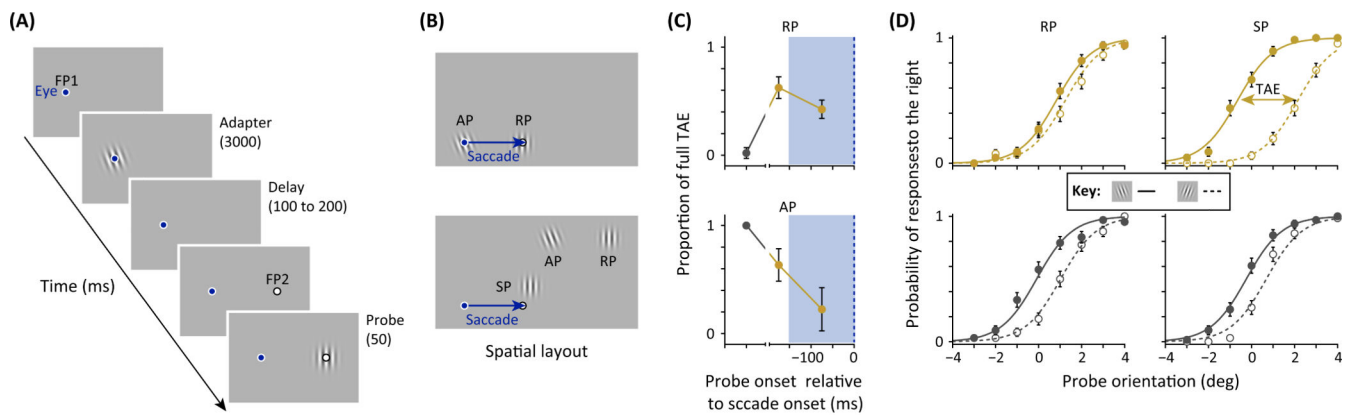 (A)
FP1
Eye
Adapter
(3000)
Delay
(100 to 200)
FP2
Probe
(50)
Time (ms)
(B)
AP
RP
Saccade
AP
RP
SP
Saccade
Spatial layout
(C)
RP
1
0
AP
1
0
Proportion of full TAE
−100
0
Probe onset relative
to sccade onset (ms)
(D)
RP
SP
1
0
TAE
Key:
1
0
Probability of responsesto the right
−4
−2
0
2
4
−4
−2
0
2
4
Probe orientation (deg)